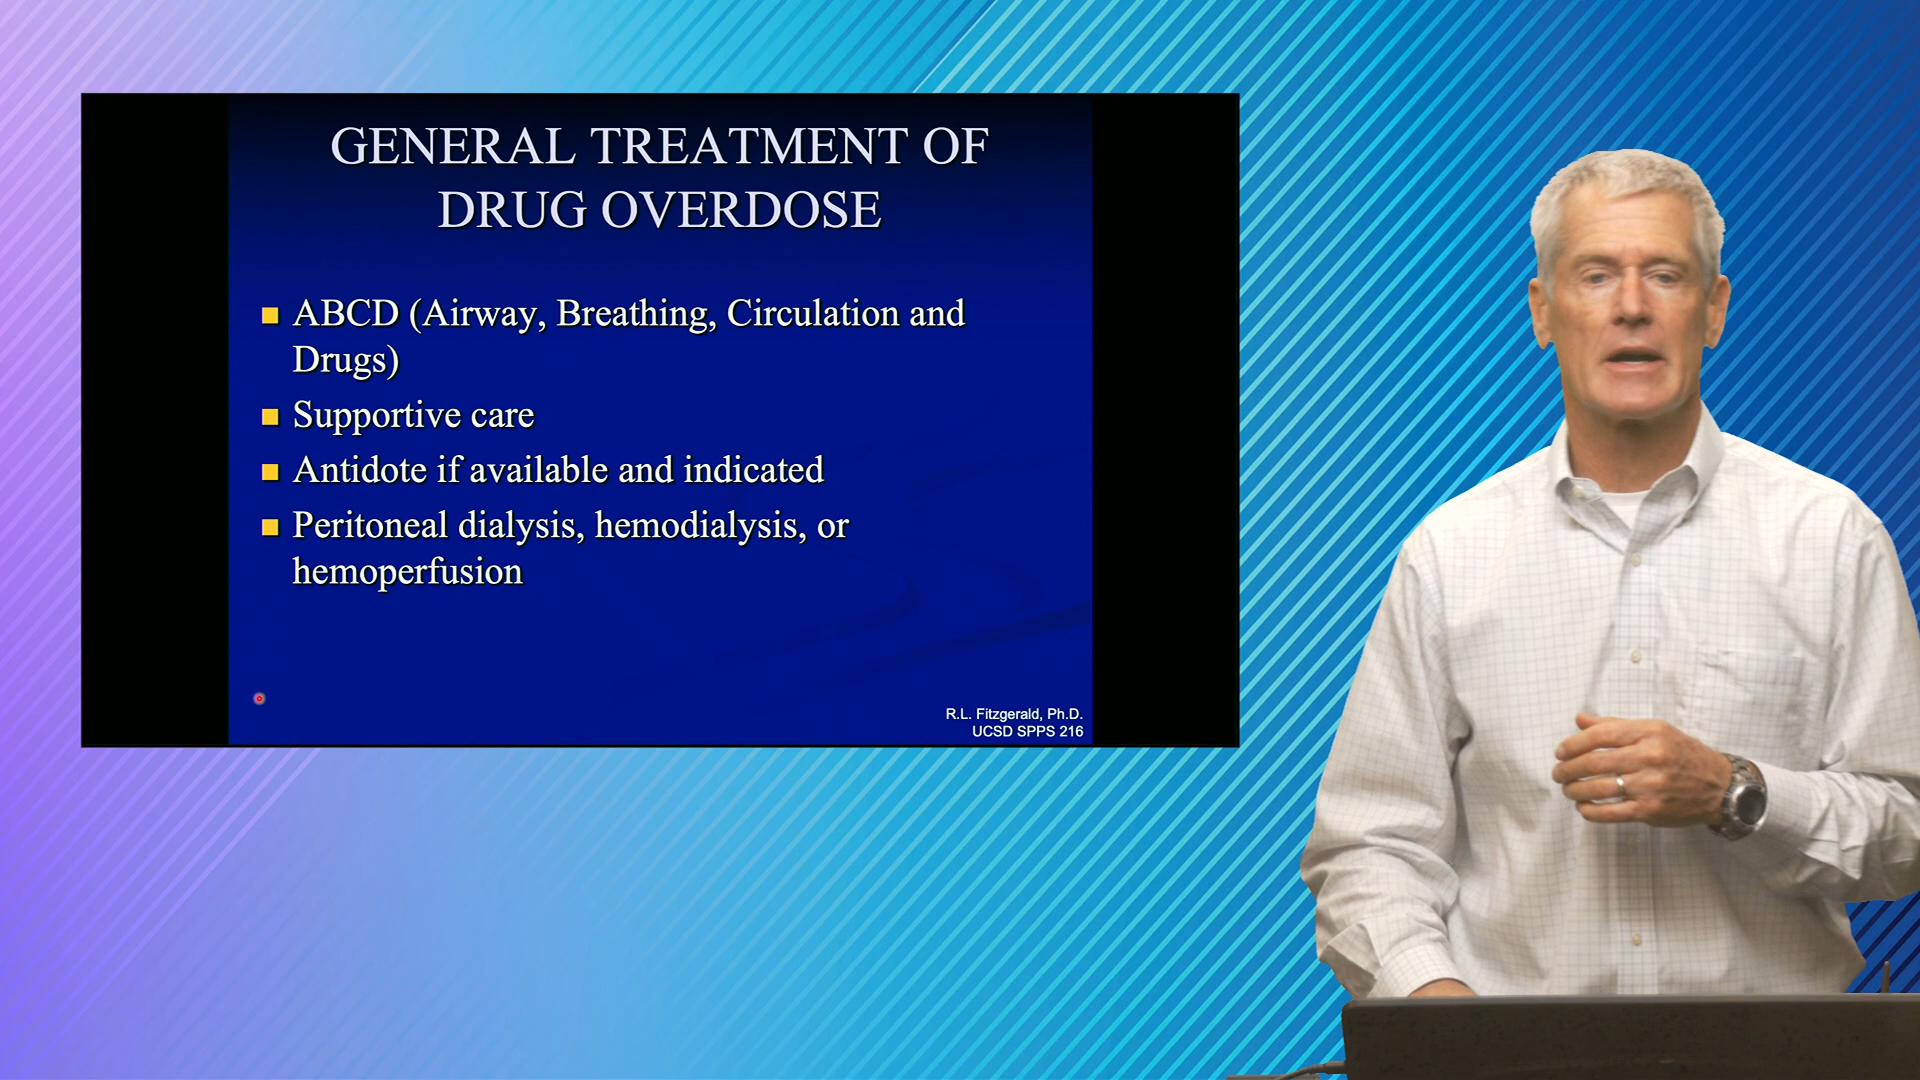 GENERAL TREATMENT OF
DRUG OVERDOSE
ABCD (Airway, Breathing, Circulation and
Drugs)
Supportive care
Antidote if available and indicated
Peritoneal dialysis, hemodialysis, or
hemoperfusion
R.L. Fitzgerald, Ph.D.
UCSD SPPS 216